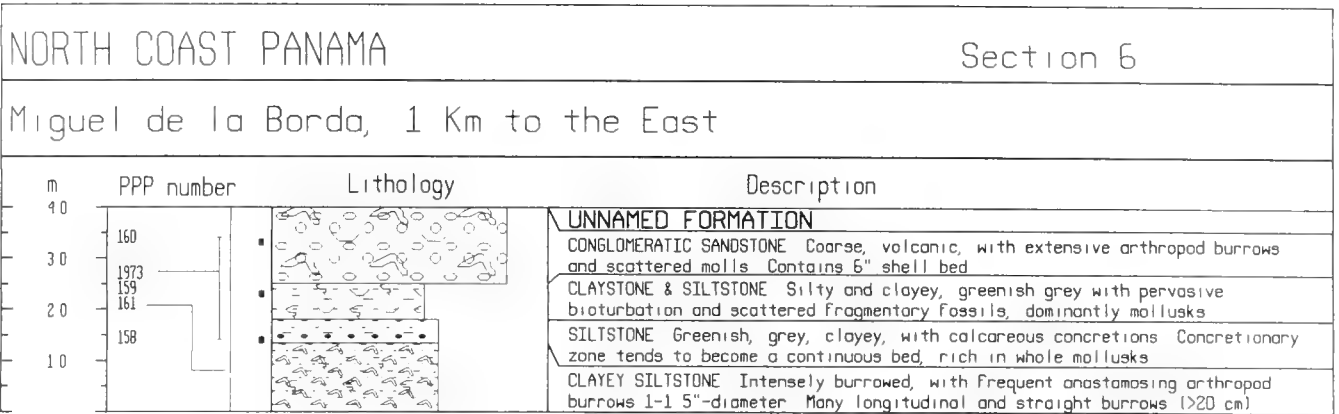 NORTH COAST PANAMA
Section 6
Miguel de la Borda, 1 Km to the East
m
PPP number
Lithology
Description
40
30
20
10
160
1973
159
161
158
UNNAMED FORMATION
CONGLOMERATIC SANDSTONE Coarse, volcanic, with extensive arthropod burrows
and scattered molls Contains 6" shell bed
CLAYSTONE & SILTSTONE Silty and clayey, greenish grey with pervasive
bioturbation and scattered fragmentary fossils, dominantly mollusks
SILTSTONE Greenish, grey, clayey, with calcareous concretions Concretionary
zone tends to become a continuous bed, rich in whole mollusks
CLAYEY SILTSTONE Intensely burrowed, with frequent anastamosing arthropod
burrows 1-1 5"-diameter Many longitudinal and straight burrows (>20 cm)